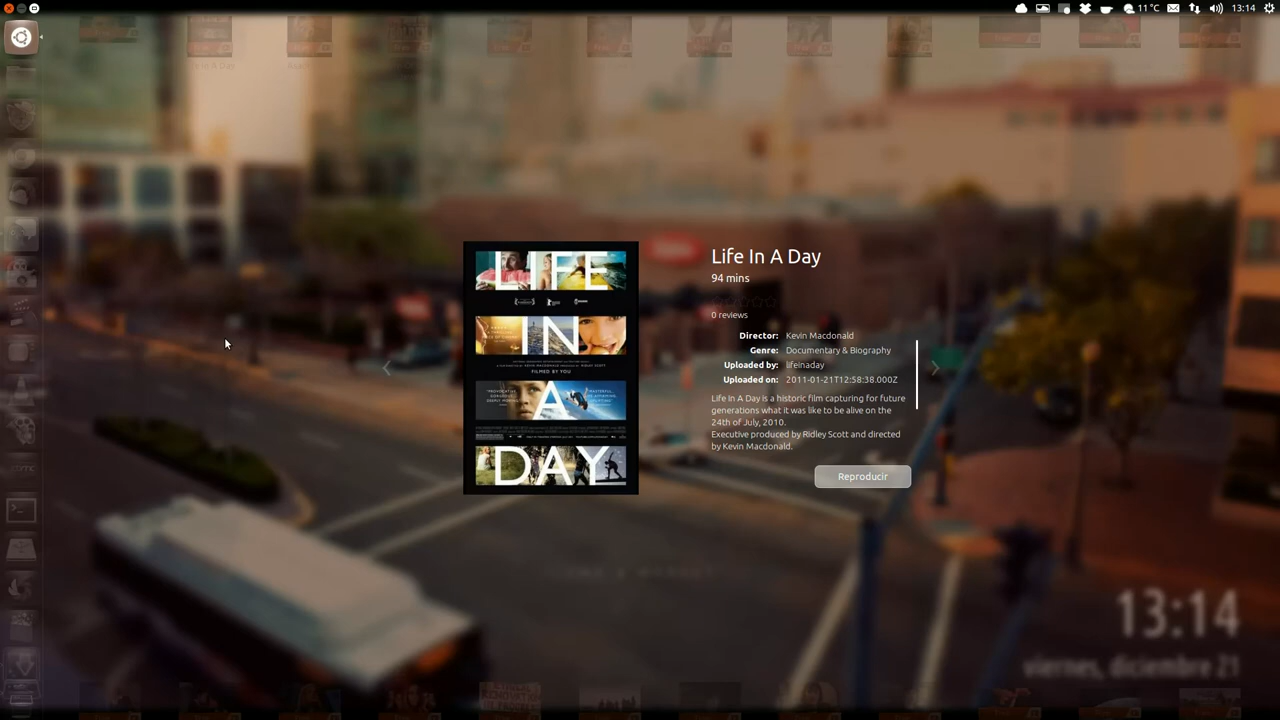 11 °C
13:14
LIFE
IN
FILMED BY YOU
A
DAY
Life In A Day
94 mins
0 reviews
Director: Kevin Macdonald
Genre: Documentary & Biography
Uploaded by: lifeinaday
Uploaded on: 2011-01-21T12:58:38.000Z
Life In A Day is a historic film capturing for future
generations what it was like to be alive on the
24th of July, 2010.
Executive produced by Ridley Scott and directed
by Kevin Macdonald.
Reproducir
13:14
viernes, diciembre 21